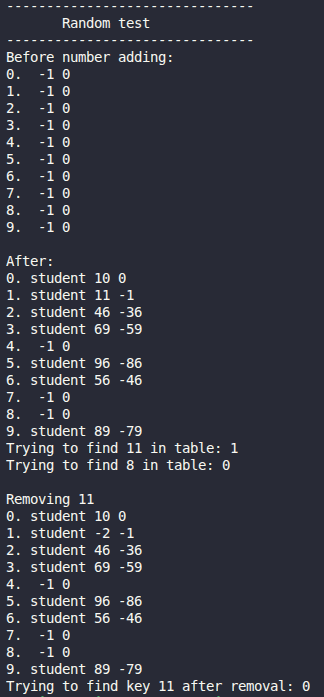 -------------------------------
Random test
-------------------------------
Before number adding:
0.  -1 0
1.  -1 0
2.  -1 0
3.  -1 0
4.  -1 0
5.  -1 0
6.  -1 0
7.  -1 0
8.  -1 0
9.  -1 0
After:
0. student 10 0
1. student 11 -1
2. student 46 -36
3. student 69 -59
4.  -1 0
5. student 96 -86
6. student 56 -46
7.  -1 0
8.  -1 0
9. student 89 -79
Trying to find 11 in table: 1
Trying to find 8 in table: 0
Removing 11
0. student 10 0
1. student -2 -1
2. student 46 -36
3. student 69 -59
4.  -1 0
5. student 96 -86
6. student 56 -46
7.  -1 0
8.  -1 0
9. student 89 -79
Trying to find key 11 after removal: 0